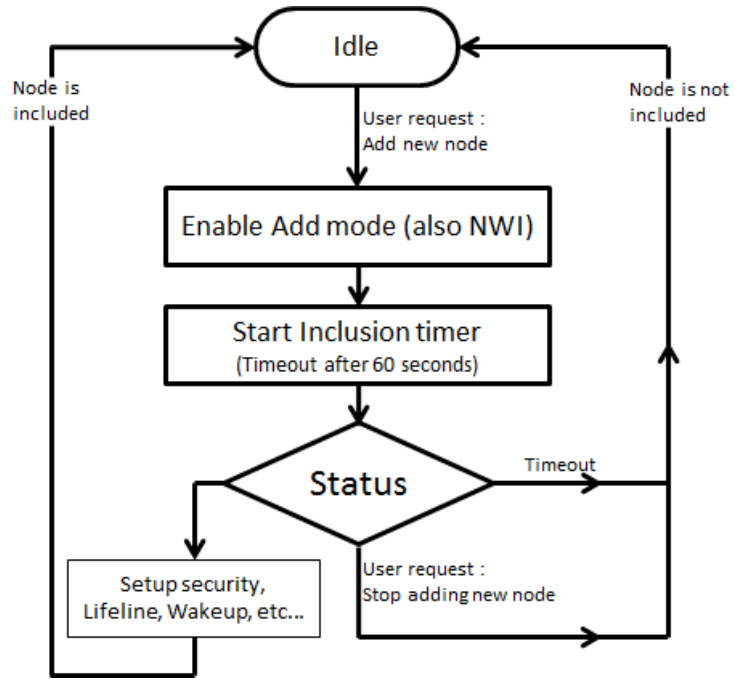 Idle
Node is
included
Node is not
included
User request :
Add new node
Enable Add mode (also NWI)
Start Inclusion timer
(Timeout after 60 seconds)
Status
Timeout
Setup security,
Lifeline, Wakeup, etc...
User request :
Stop adding new node